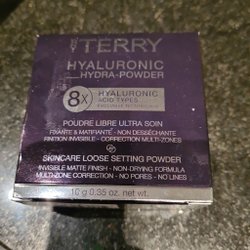 BY TERRY
HYALURONIC
HYDRA-POWDER
8X HYALURONIC
ACID TYPES
POUDRE LIBRE ULTRA SOIN
FIXANTE & MATIFIANTE - NON DESSÉCHANTE
FINITION INVISIBLE - CORRECTION MULTI-ZONES
SKINCARE LOOSE SETTING POWDER
INVISIBLE MATTE FINISH - NON-DRYING FORMULA
MULTI-ZONE CORRECTION - NO PORES - NO LINES
10 g 0.35 oz. net wt.